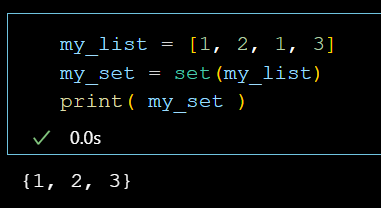 my_list = [1, 2, 1, 3]
my_set = set(my_list)
print( my_set )
0.0s
{1, 2, 3}